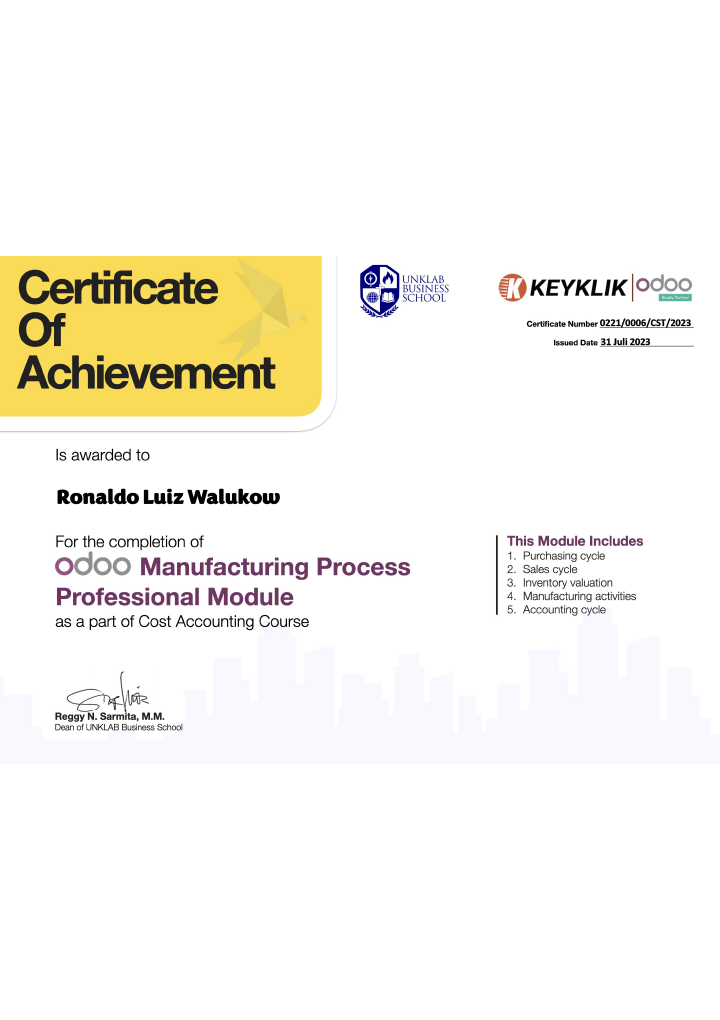 Certificate
Of
Achievement
UNKLAB
BUSINESS
SCHOOL
KEYKLIK
odoo
Ready Partner
Certificate Number 0221/0006/CST/2023
Issued Date 31 Juli 2023
Is awarded to
Ronaldo Luiz Walukow
For the completion of
odoo Manufacturing Process
Professional Module
as a part of Cost Accounting Course
This Module Includes
1. Purchasing cycle
2. Sales cycle
3. Inventory valuation
4. Manufacturing activities
5. Accounting cycle
Reggy N. Sarmita, M.M.
Dean of UNKLAB Business School